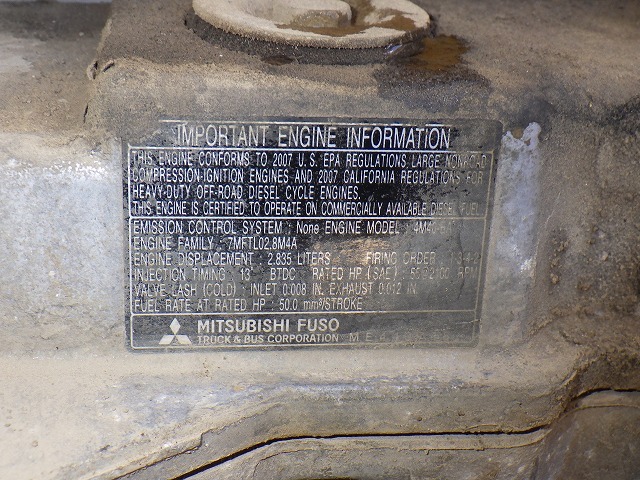 IMPORTANT ENGINE INFORMATION
THIS ENGINE CONFORMS TO 2007 U.S. EPA REGULATIONS LARGE NONROAD
COMPRESSION-IGNITION ENGINES AND 2007 CALIFORNIA REGULATIONS FOR
HEAVY-DUTY OFF-ROAD DIESEL CYCLE ENGINES.
THIS ENGINE IS CERTIFIED TO OPERATE ON COMMERCIALLY AVAILABLE DIESEL FUEL
EMISSION CONTROL SYSTEM : None ENGINE MODEL :
ENGINE FAMILY : 7MFTL02.8M4A
ENGINE DISPLACEMENT : 2.835 LITERS FIRING ORDER :
INJECTION TIMING : 13° BTDC RATED HP (SAE) : RPM
VALVE LASH (COLD) : INLET 0.008 IN. EXHAUST 0.012 IN
FUEL RATE AT RATED HP : 50.0 mm³/STROKE
MITSUBISHI FUSO
TRUCK & BUS CORPORATION